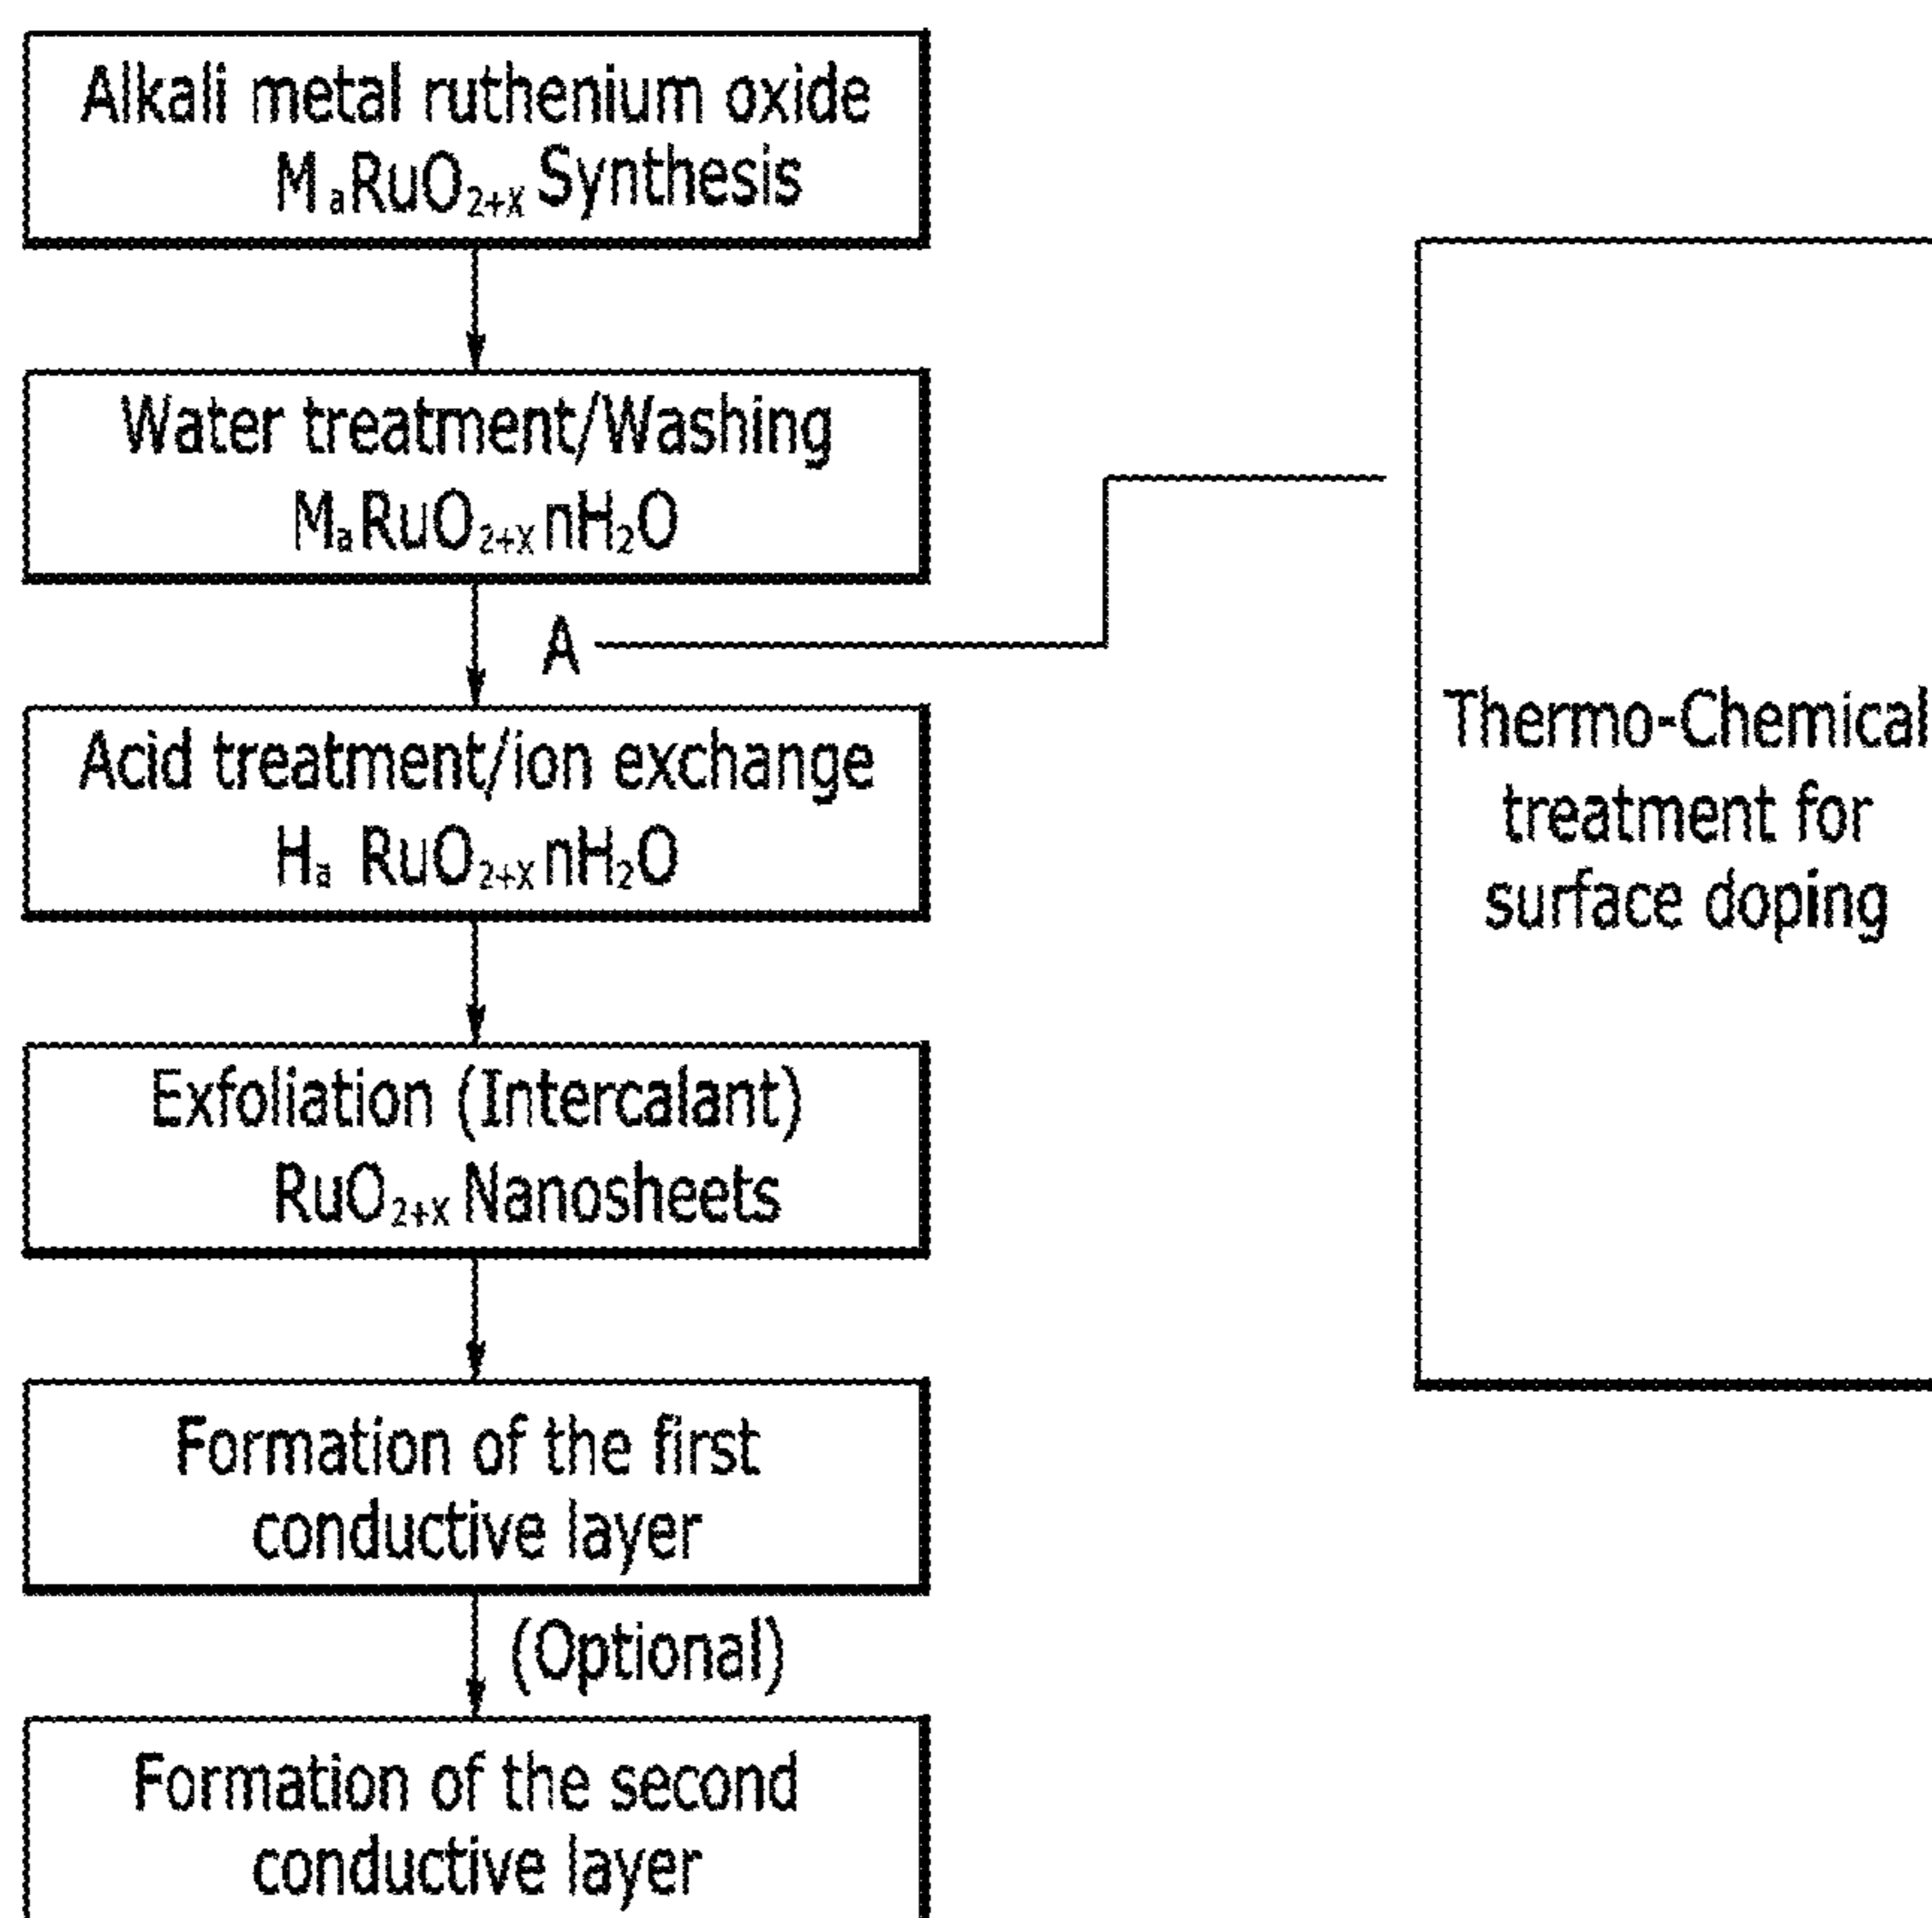 Alkali metal ruthenium oxide
MₐRuO₂₊ₓ Synthesis
Water treatment/Washing
MₐRuO₂₊ₓ nH₂O
A
Acid treatment/ion exchange
Hₐ RuO₂₊ₓ nH₂O
Exfoliation (Intercalant)
RuO₂₊ₓ Nanosheets
Formation of the first
conductive layer
(Optional)
Formation of the second
conductive layer
Thermo-Chemical
treatment for
surface doping